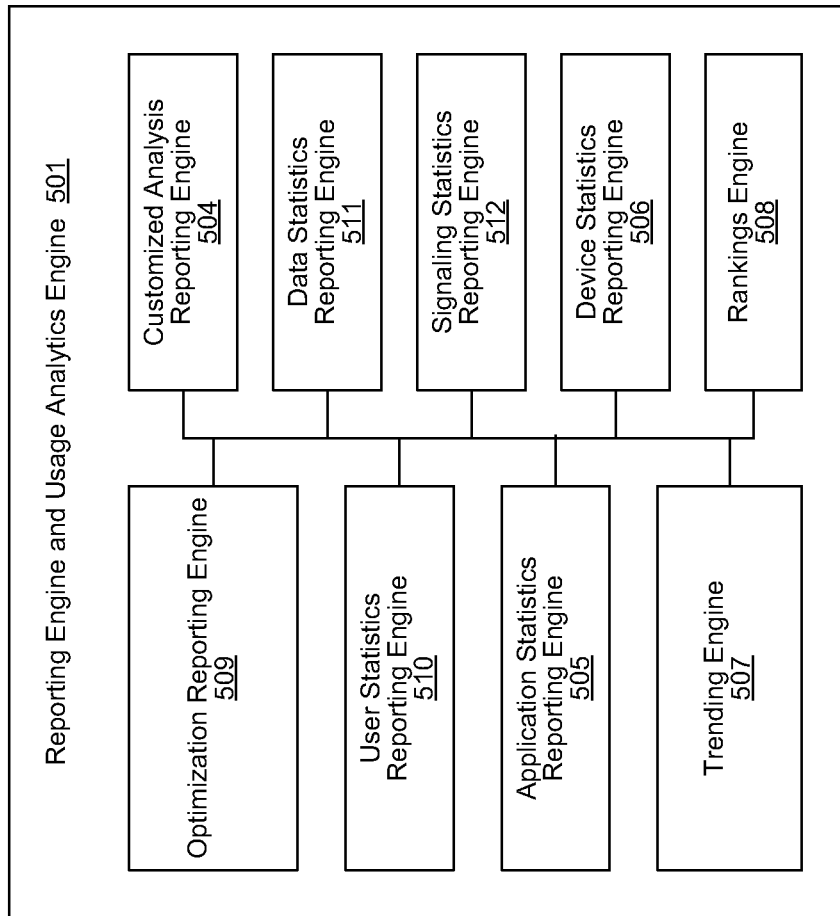 Reporting Engine and Usage Analytics Engine 501
Optimization Reporting Engine
509
User Statistics
Reporting Engine
510
Application Statistics
Reporting Engine
505
Trending Engine
507
Customized Analysis
Reporting Engine
504
Data Statistics
Reporting Engine
511
Signaling Statistics
Reporting Engine
512
Device Statistics
Reporting Engine
506
Rankings Engine
508